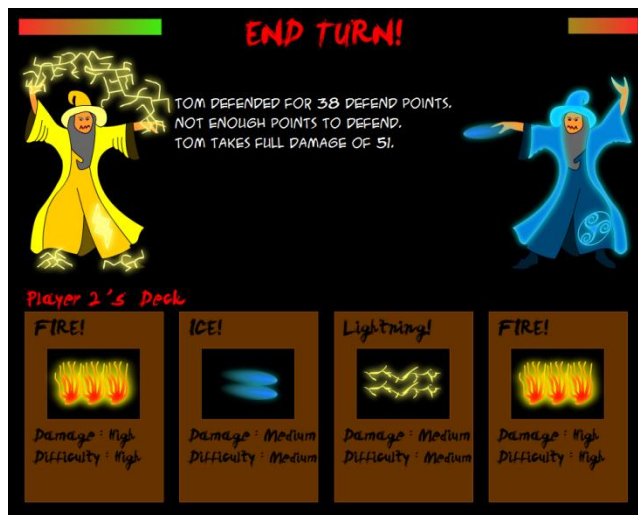 END TURN!
TOM DEFENDED FOR 38 DEFEND POINTS.
NOT ENOUGH POINTS TO DEFEND.
TOM TAKES FULL DAMAGE OF 51.
Player 2's Deck
FIRE!
Damage : High
Difficulty : High
ICE!
Damage : Medium
Difficulty : Medium
Lightning!
Damage : Medium
Difficulty : Medium
FIRE!
Damage : High
Difficulty : High